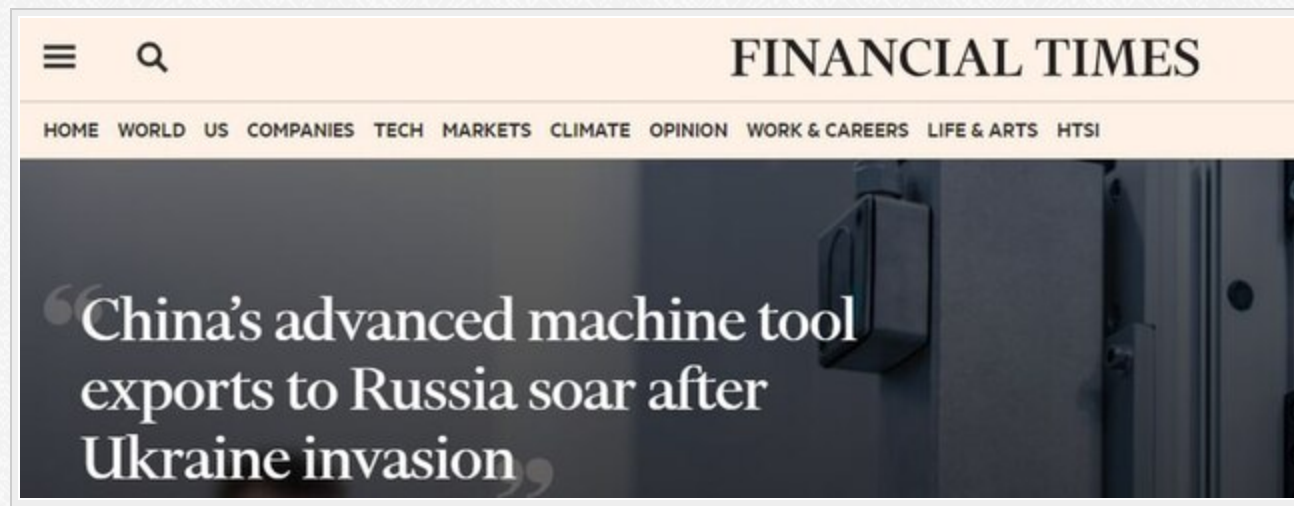 FINANCIAL TIMES
HOME WORLD US COMPANIES TECH MARKETS CLIMATE OPINION WORK & CAREERS LIFE & ARTS HTSI
“China’s advanced machine tool
exports to Russia soar after
Ukraine invasion”